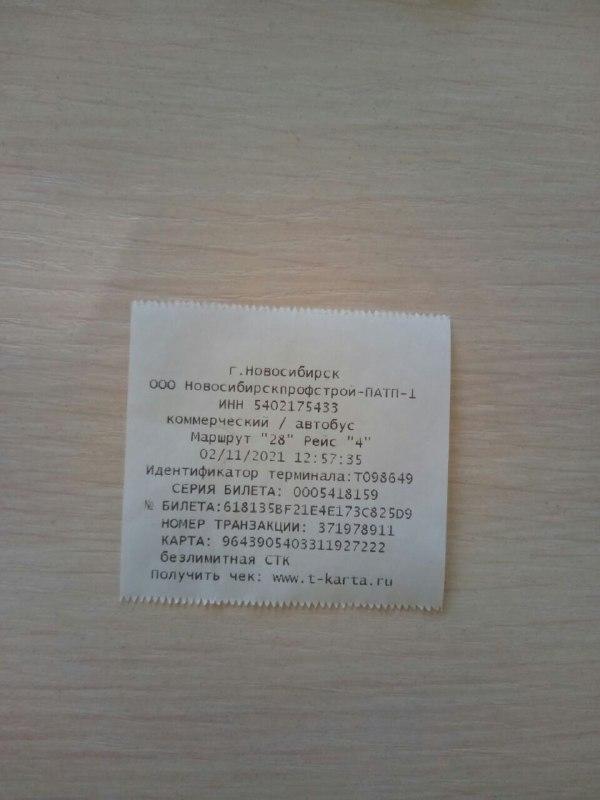 г.Новосибирск
ООО Новосибирскпрофстрой-ПАТП-1
ИНН 5402175433
коммерческий / автобус
Маршрут "28" Рейс "4"
02/11/2021 12:57:35
Идентификатор терминала:T098649
СЕРИЯ БИЛЕТА: 0005418159
№ БИЛЕТА:618135BF21E4E173C825D9
НОМЕР ТРАНЗАКЦИИ: 371978911
КАРТА: 9643905403311927222
безлимитная СТК
Получить чек: www.t-karta.ru